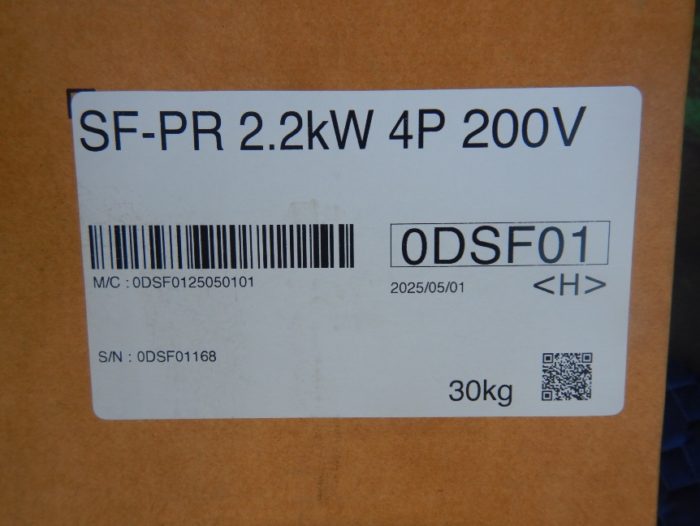 SF-PR 2.2kW 4P 200V
0DSF01
M/C : 0DSF0125050101
2025/05/01
<H>
S/N : 0DSF01168
30kg